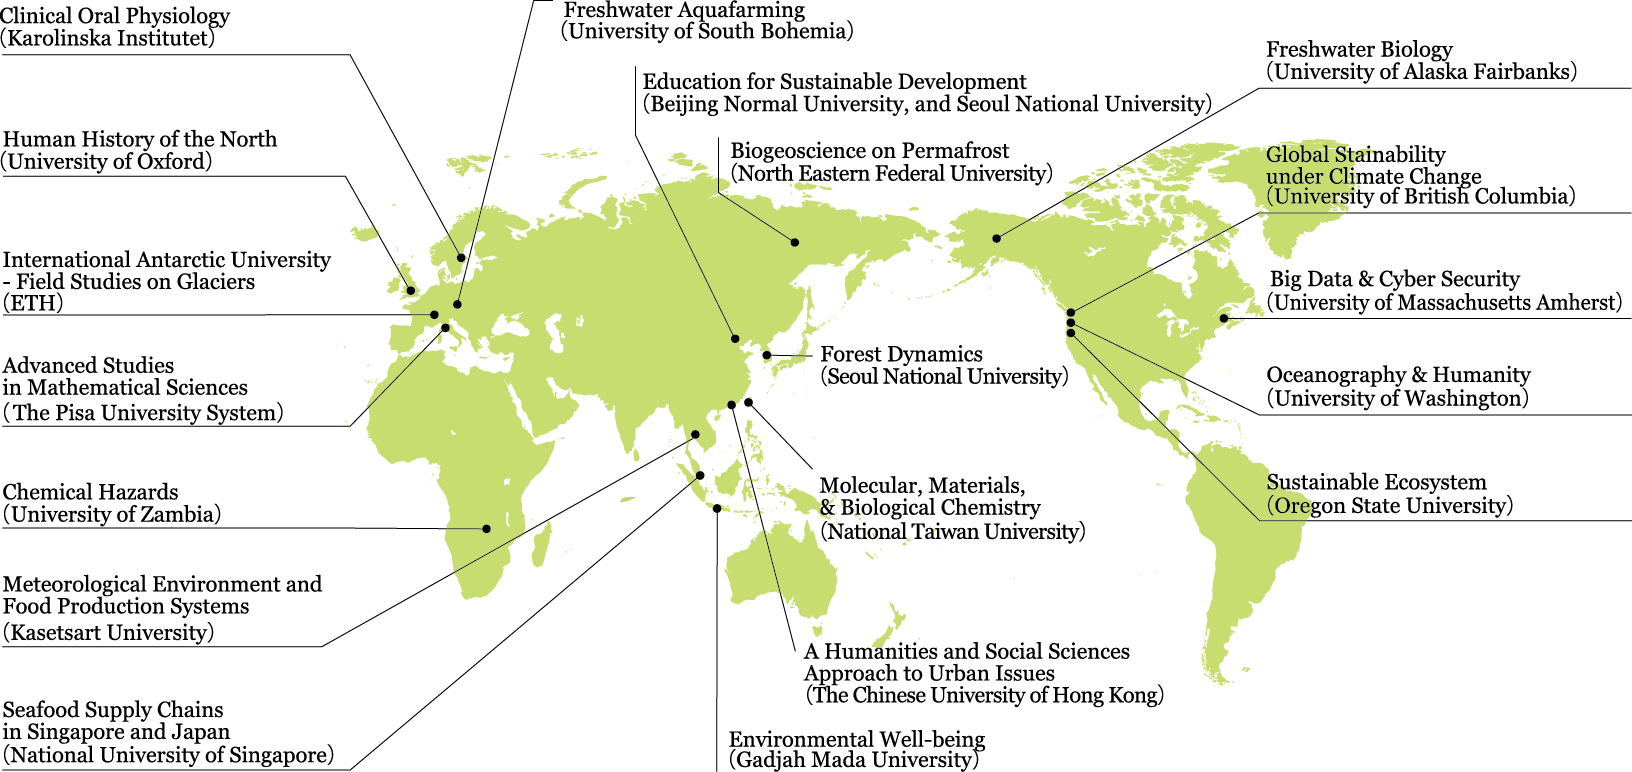 Clinical Oral Physiology
(Karolinska Institutet)
Freshwater Aquafarming
(University of South Bohemia)
Education for Sustainable Development
(Beijing Normal University, and Seoul National University)
Freshwater Biology
(University of Alaska Fairbanks)
Human History of the North
(University of Oxford)
Biogeoscience on Permafrost
(North Eastern Federal University)
Global Stainability
under Climate Change
(University of British Columbia)
International Antarctic University
- Field Studies on Glaciers
(ETH)
Big Data & Cyber Security
(University of Massachusetts Amherst)
Advanced Studies
in Mathematical Sciences
(The Pisa University System)
Forest Dynamics
(Seoul National University)
Oceanography & Humanity
(University of Washington)
Chemical Hazards
(University of Zambia)
Molecular, Materials,
& Biological Chemistry
(National Taiwan University)
Sustainable Ecosystem
(Oregon State University)
Meteorological Environment and
Food Production Systems
(Kasetsart University)
A Humanities and Social Sciences
Approach to Urban Issues
(The Chinese University of Hong Kong)
Seafood Supply Chains
in Singapore and Japan
(National University of Singapore)
Environmental Well-being
(Gadjah Mada University)